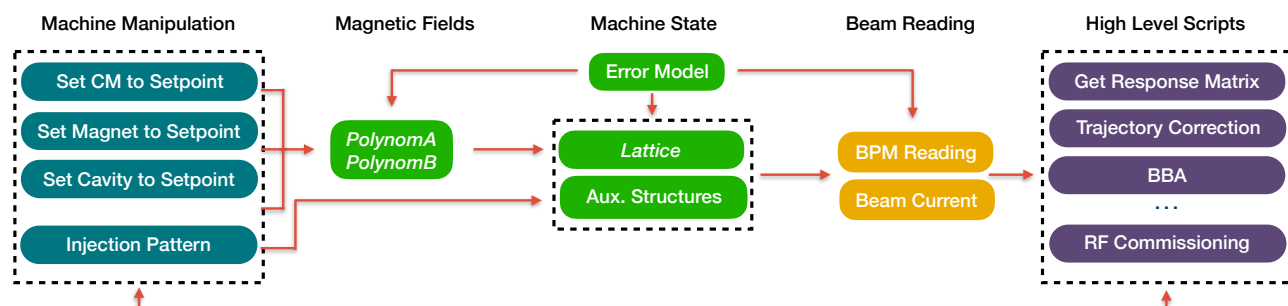 Machine Manipulation
Magnetic Fields
Machine State
Beam Reading
High Level Scripts
Set CM to Setpoint
Set Magnet to Setpoint
Set Cavity to Setpoint
Injection Pattern
PolynomA
PolynomB
Error Model
Lattice
Aux. Structures
BPM Reading
Beam Current
Get Response Matrix
Trajectory Correction
BBA
...
RF Commissioning